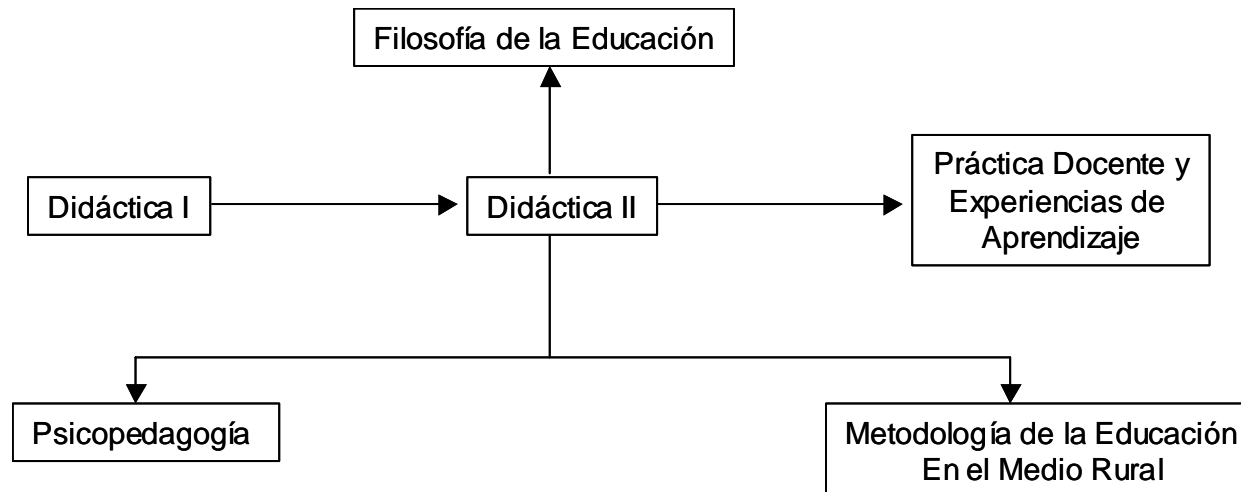 Filosofía de la Educación
Didáctica I
Didáctica II
Práctica Docente y
Experiencias de
Aprendizaje
Psicopedagogía
Metodología de la Educación
En el Medio Rural